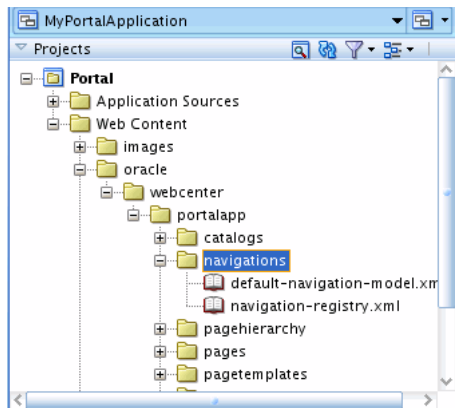 MyPortalApplication
Projects
Portal
Application Sources
Web Content
images
oracle
webcenter
portalapp
catalogs
navigations
default-navigation-model.xm
navigation-registry.xml
pagehierarchy
pages
pagetemplates